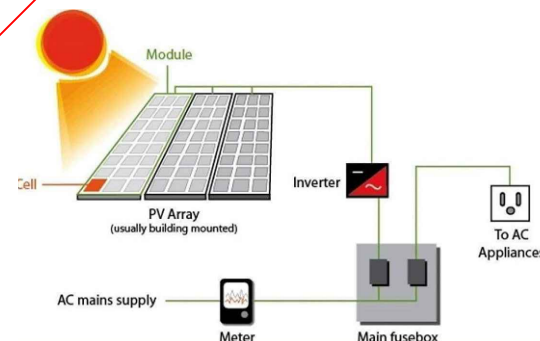 Module
Cell
PV Array
(usually building mounted)
Inverter
To AC
Appliances
AC mains supply
Meter
Main fusebox